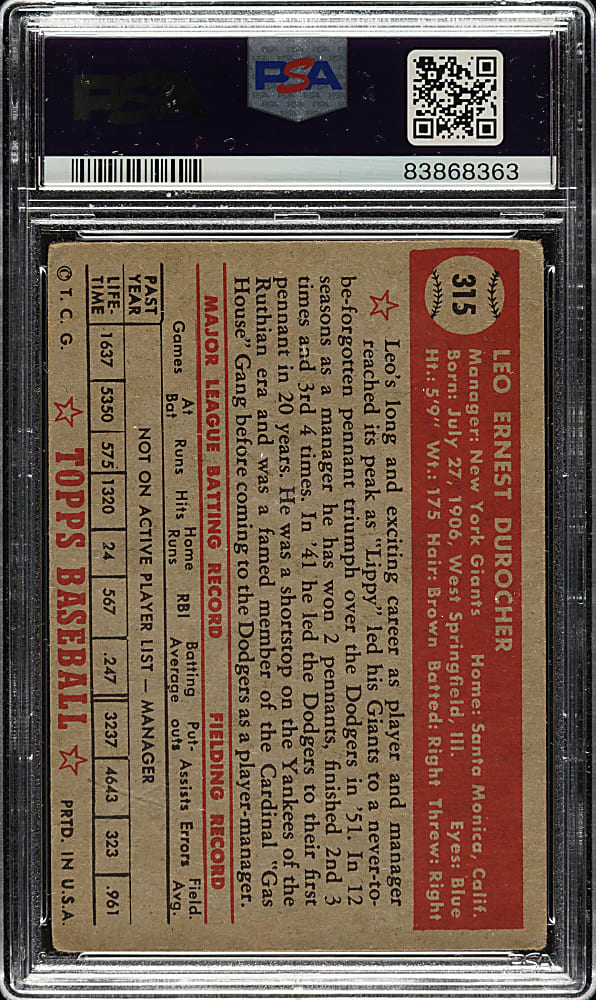 PSA
PSA
83868363
315
LEO ERNEST DUROCHER
Manager: New York Giants Home: Santa Monica, Calif.
Born: July 27, 1906, West Springfield, Ill. Eyes: Blue
Ht.: 5'9" Wt.: 175 Hair: Brown Batted: Right Threw: Right
Leo's long and exciting career as player and manager
reached its peak as "Lippy" led his Giants to a never-to-
be-forgotten pennant triumph over the Dodgers in '51. In 12
seasons as a manager he has won 2 pennants, finished 2nd 3
times and 3rd 4 times. In '41 he led the Dodgers to their first
pennant in 20 years. He was a shortstop on the Yankees of the
Ruthian era and was a famed member of the Cardinal "Gas
House" Gang before coming to the Dodgers as a player-manager.
MAJOR LEAGUE BATTING RECORD FIELDING RECORD
Games At Bat Runs Hits Home Runs RBI Batting Average Put-outs Assists Errors Field. Avg.
PAST YEAR NOT ON ACTIVE PLAYER LIST — MANAGER
LIFE-TIME 1637 5350 575 1320 24 567 .247 3237 4643 323 .961
© T. C. G. TOPPS BASEBALL PRTD. IN U.S.A.
PSA